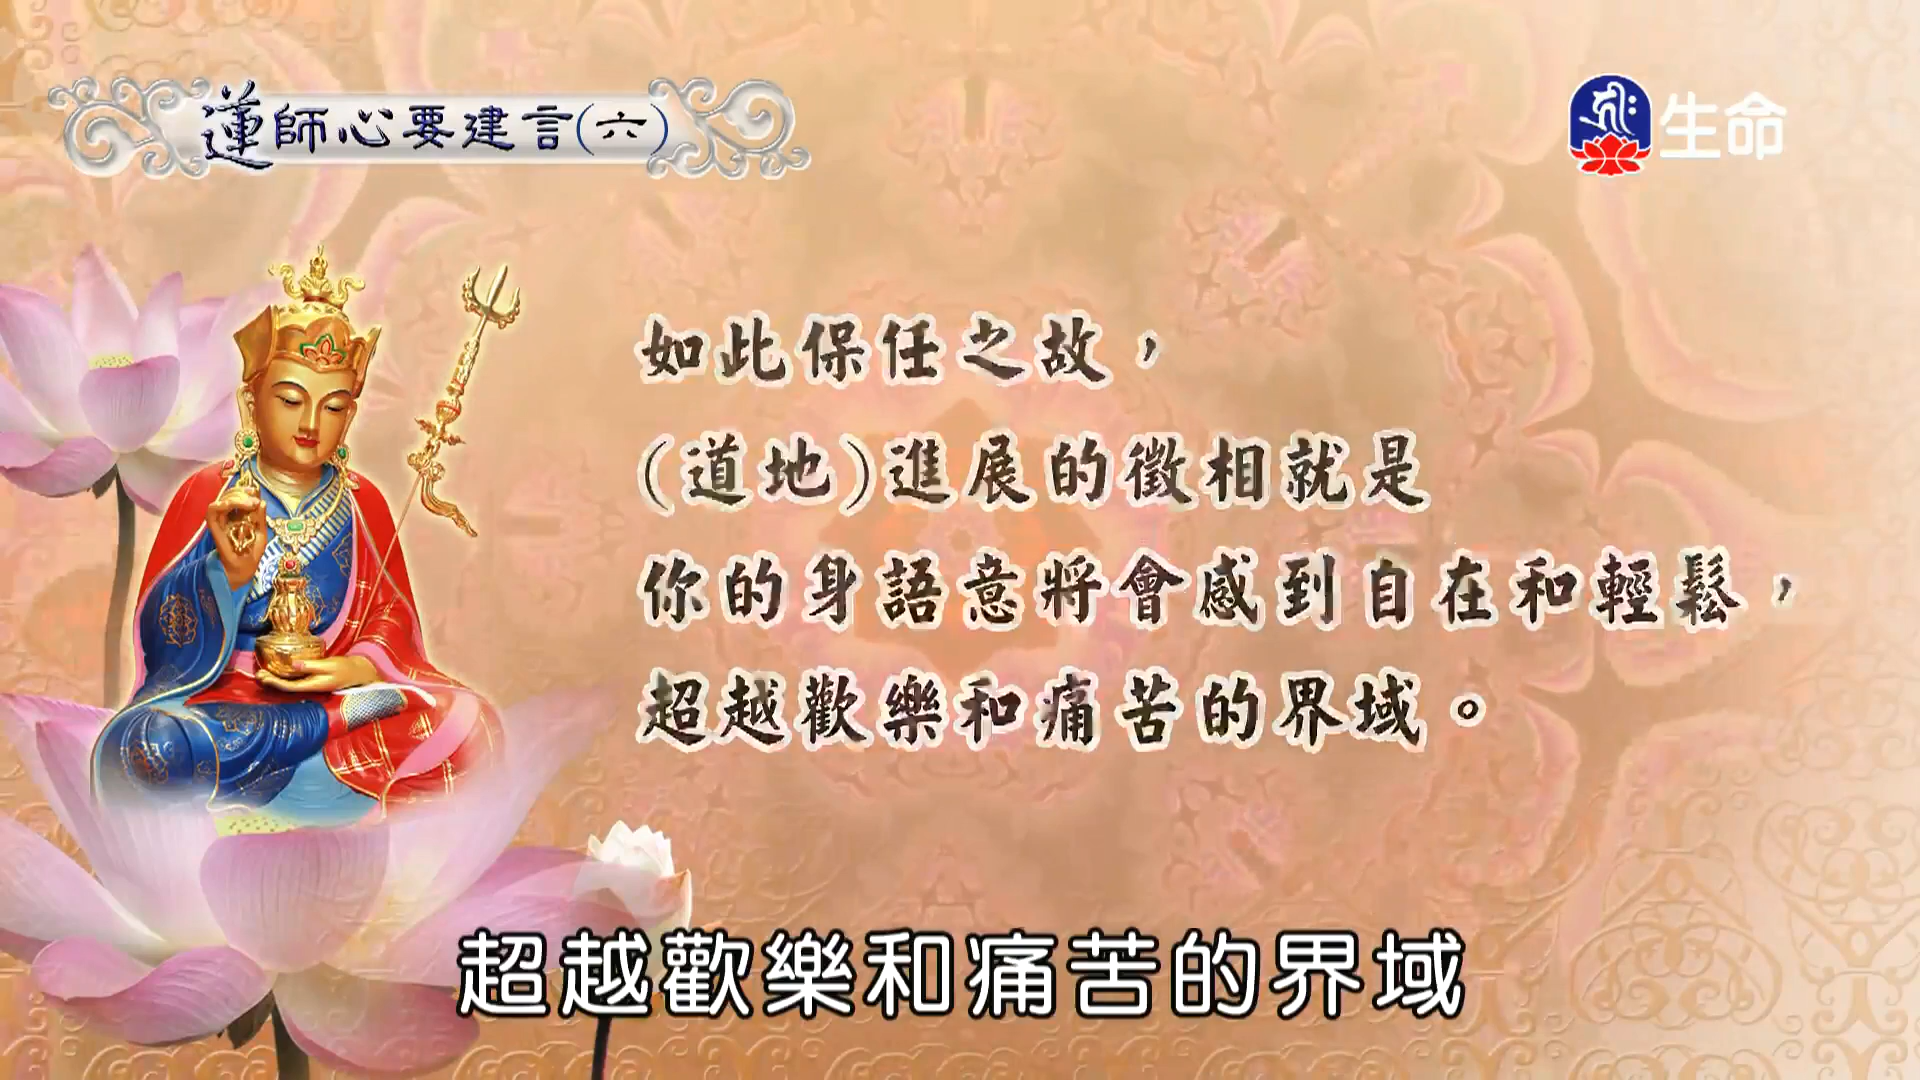 蓮師心要建言(六)
生命
如此保任之故，
(道地)進展的徵相就是
你的身語意將會感到自在和輕鬆，
超越歡樂和痛苦的界域。
超越歡樂和痛苦的界域